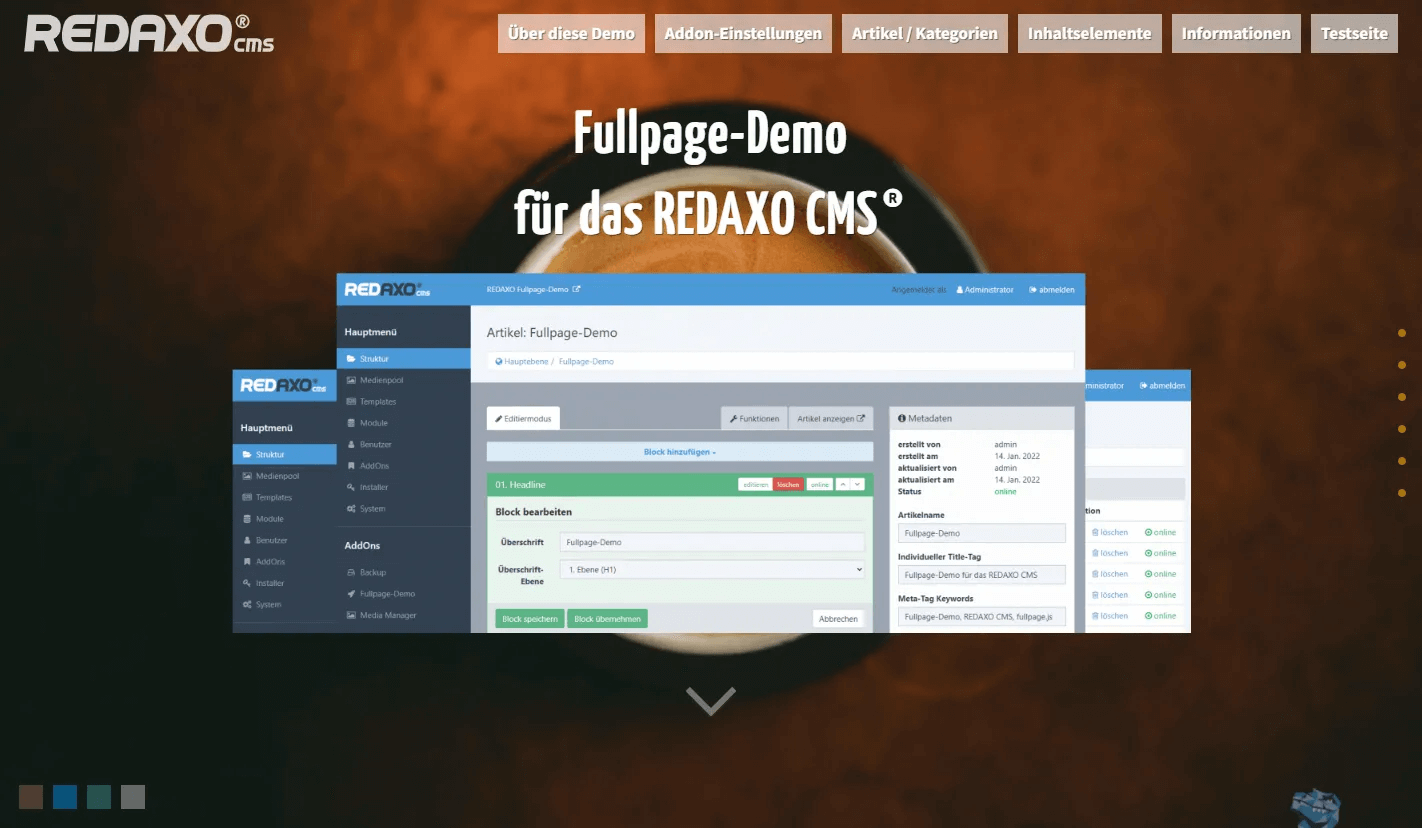 REDAXO® cms
Über diese Demo
Addon-Einstellungen
Artikel / Kategorien
Inhaltselemente
Informationen
Testseite
Fullpage-Demo
für das REDAXO CMS®
REDAXO® cms
REDAXO Fullpage-Demo
Angemeldet als
Administrator
abmelden
Hauptmenü
Struktur
Medienpool
Templates
Module
Benutzer
AddOns
Installer
System
AddOns
Backup
Fullpage-Demo
Media Manager
Artikel: Fullpage-Demo
Hauptebene / Fullpage-Demo
Editiermodus
Funktionen
Artikel anzeigen
Block hinzufügen
01. Headline
editieren
löschen
online
Block bearbeiten
Überschrift
Fullpage-Demo
Überschrift-
Ebene
1. Ebene (H1)
Block speichern
Block übernehmen
Abbrechen
Metadaten
erstellt von admin
erstellt am 14. Jan. 2022
aktualisiert von admin
aktualisiert am 14. Jan. 2022
Status online
Artikelname
Fullpage-Demo
Individueller Title-Tag
Fullpage-Demo für das REDAXO CMS
Meta-Tag Keywords
Fullpage-Demo, REDAXO CMS, fullpage.js
REDAXO® cms
Hauptmenü
Struktur
Medienpool
Templates
Module
Benutzer
AddOns
Installer
System
ministrator
abmelden
tion
löschen online
löschen online
löschen online
löschen online
löschen online